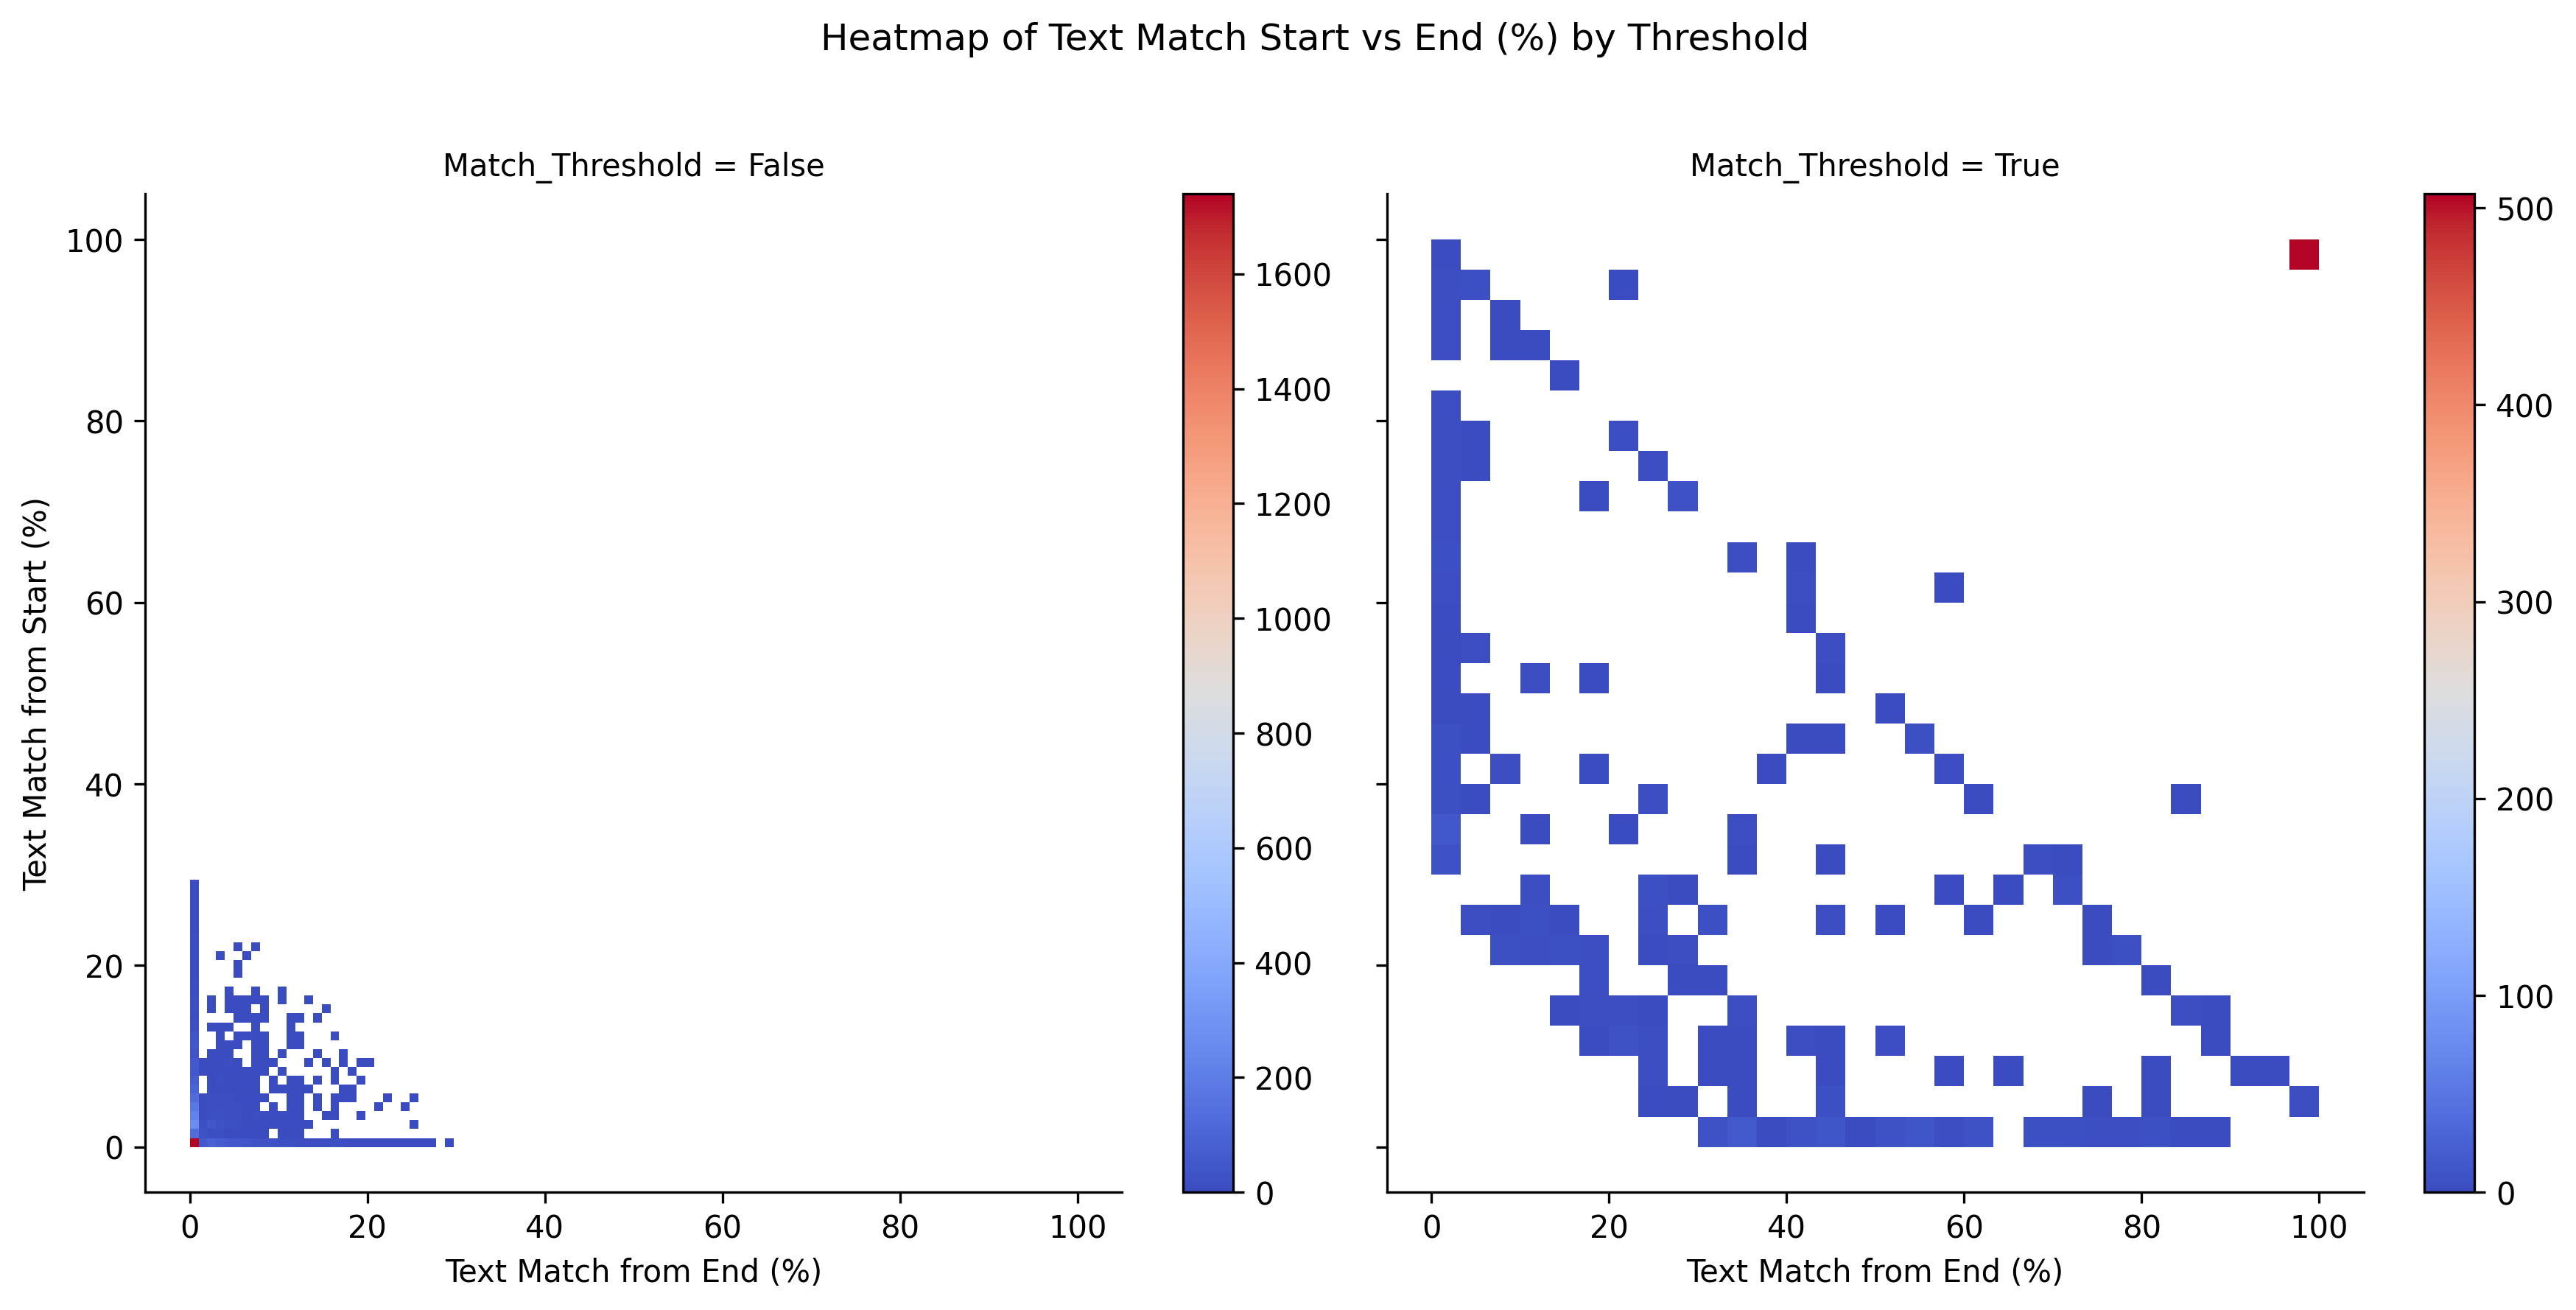 Heatmap of Text Match Start vs End (%) by Threshold
Match_Threshold = False
Text Match from Start (%)
100
80
60
40
20
0
0 20 40 60 80 100
Text Match from End (%)
1600
1400
1200
1000
800
600
400
200
0
Match_Threshold = True
0 20 40 60 80 100
Text Match from End (%)
500
400
300
200
100
0